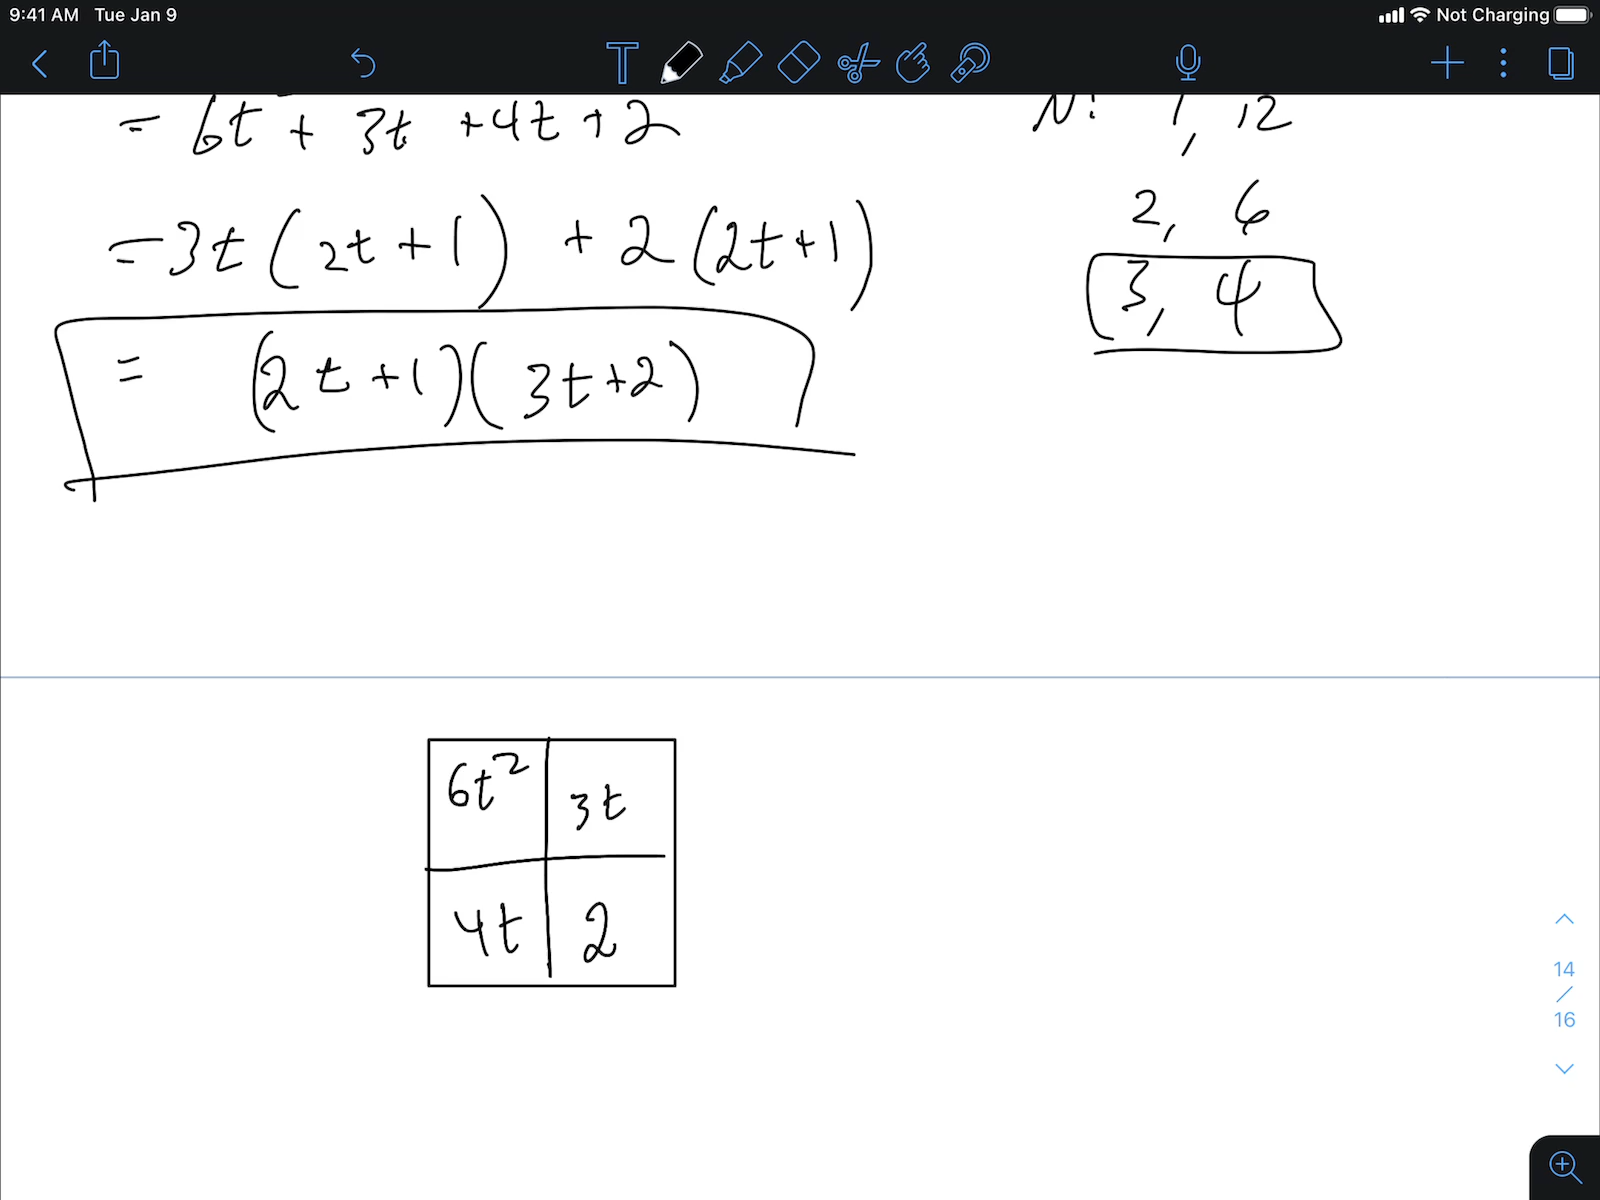 9:41 AM Tue Jan 9
Not Charging
T
= 6t + 3t +4t +2
N: 1, 12
2, 6
=3t(2t+1) + 2(2t+1)
3, 4
= (2t+1)(3t+2)
6t² 3t
4t 2
14
/
16